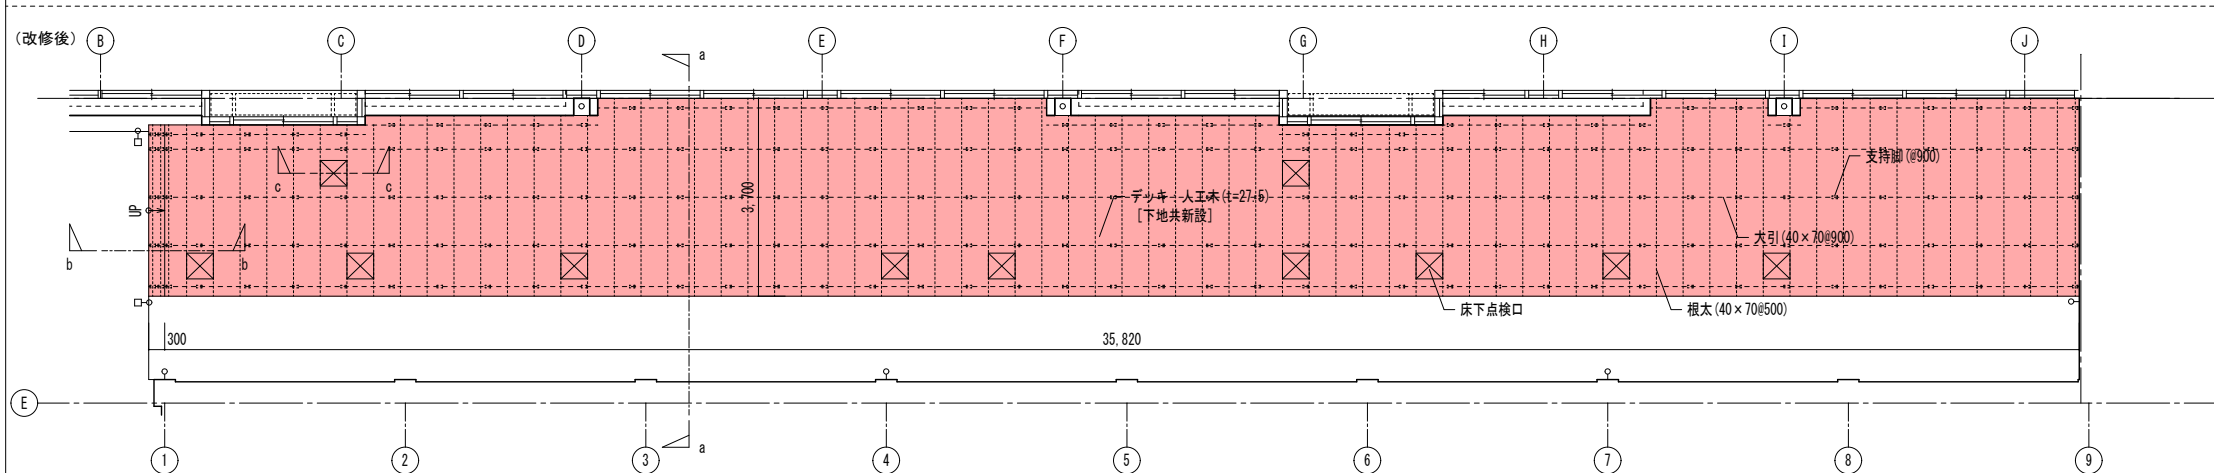 (改修後)
B C D E F G H I J
a
支持脚(@900)
c c
3,700
デッキ：人工木(t=27.5)
[下地共新設]
UP
大引(40×70@900)
b b
床下点検口
根太(40×70@500)
300
35,820
E
a
1 2 3 4 5 6 7 8 9